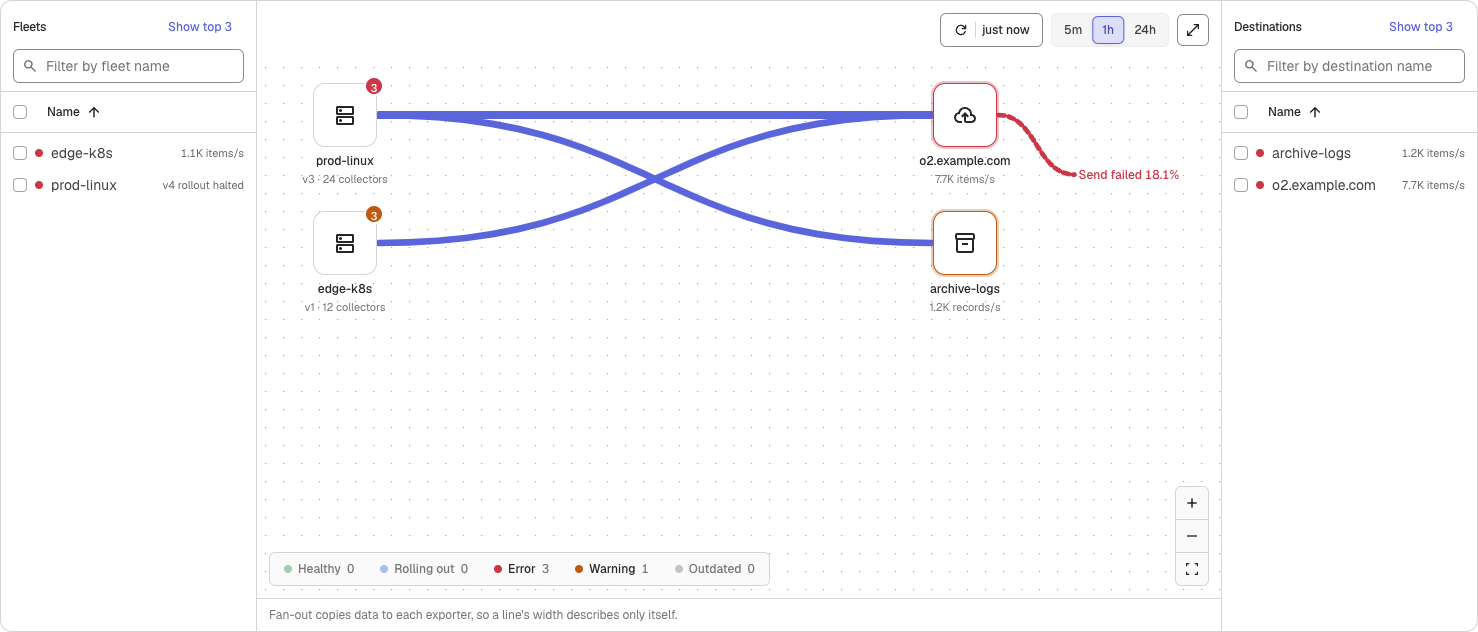 Fleets
Show top 3
Filter by fleet name
Name
edge-k8s
1.1K items/s
prod-linux
v4 rollout halted
just now
5m
1h
24h
3
prod-linux
v3 · 24 collectors
3
edge-k8s
v1 · 12 collectors
o2.example.com
7.7K items/s
Send failed 18.1%
archive-logs
1.2K records/s
Healthy 0
Rolling out 0
Error 3
Warning 1
Outdated 0
Fan-out copies data to each exporter, so a line's width describes only itself.
Destinations
Show top 3
Filter by destination name
Name
archive-logs
1.2K items/s
o2.example.com
7.7K items/s